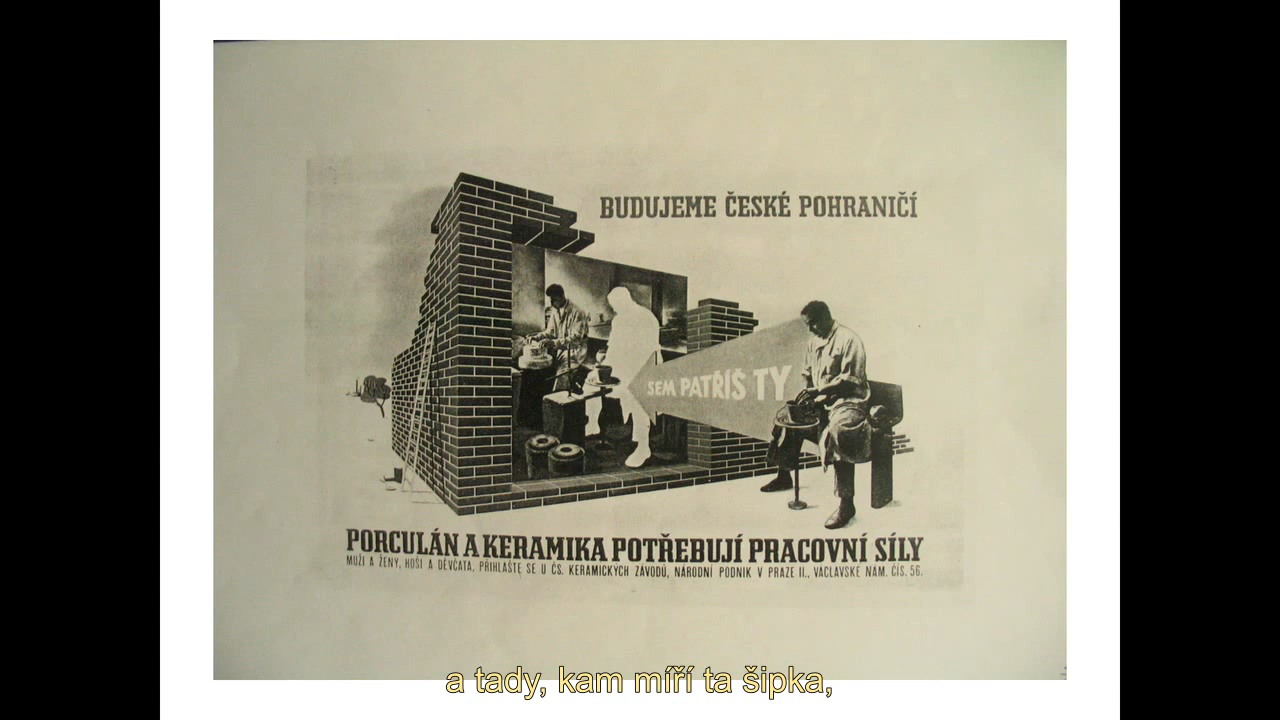 BUDUJEME ČESKÉ POHRANIČÍ
SEM PATŘÍŠ TY
PORCULÁN A KERAMIKA POTŘEBUJÍ PRACOVNÍ SÍLY
MUŽI A ŽENY, HOŠI A DĚVČATA, PŘIHLAŠTE SE U ČS. KERAMICKÝCH ZÁVODŮ, NÁRODNÍ PODNIK V PRAZE II., VÁCLAVSKÉ NÁM. ČÍS. 56.
a tady, kam míří ta šipka,